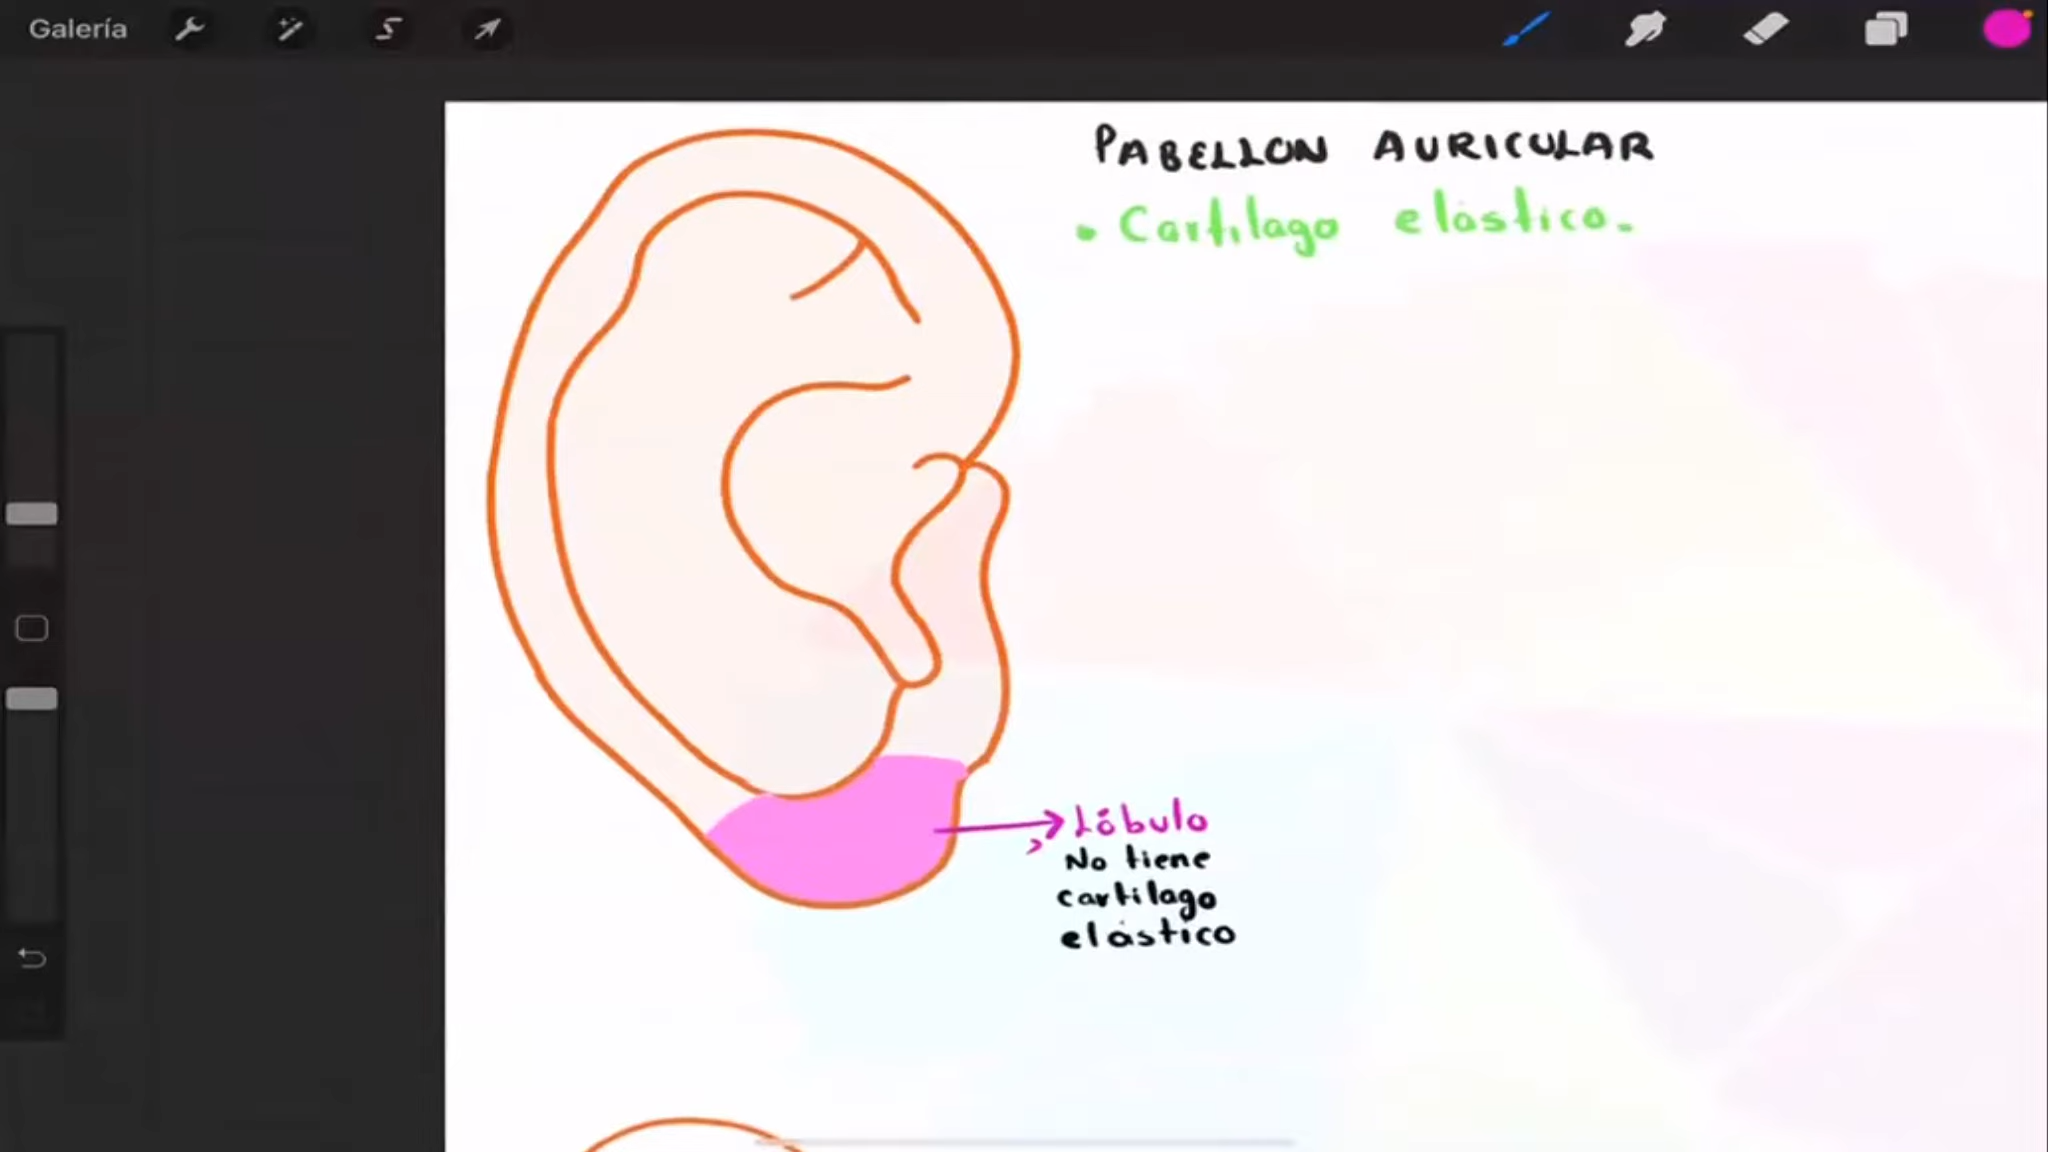 Galería
PABELLON AURICULAR
• Cartilago elástico.
Lóbulo
No tiene
cartilago
elástico